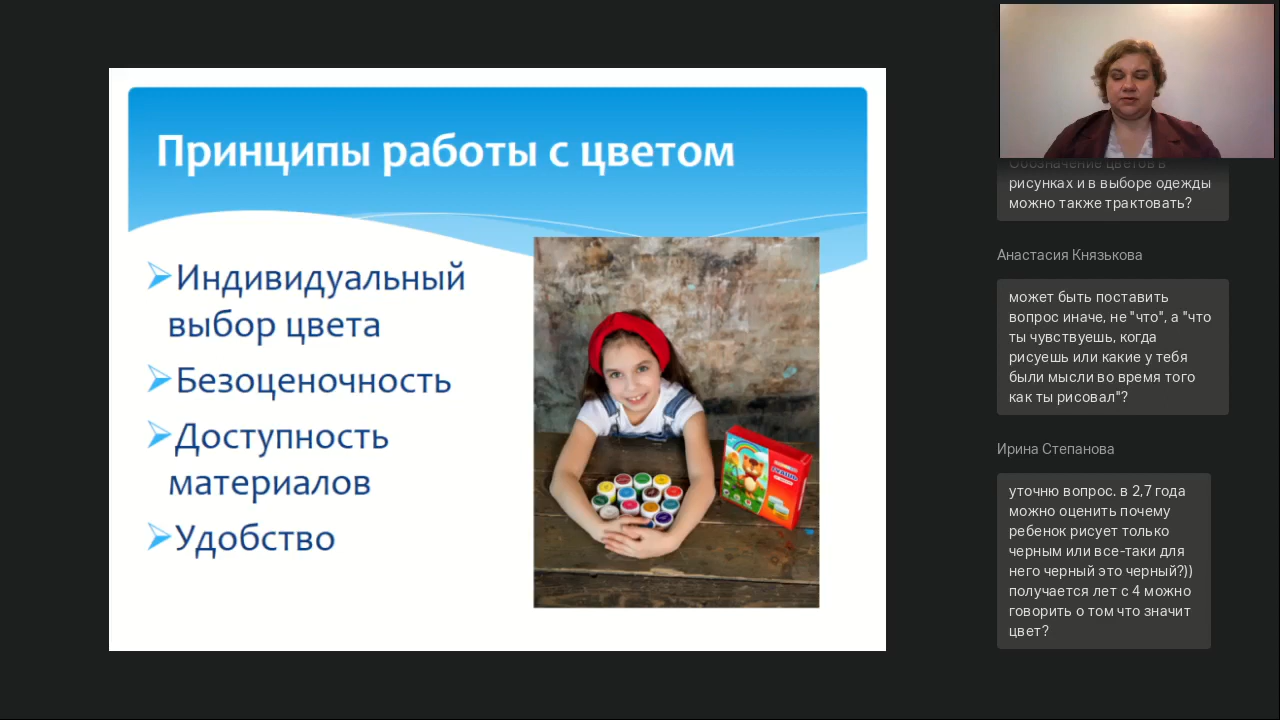 Принципы работы с цветом
Индивидуальный
выбор цвета
Безоценочность
Доступность
материалов
Удобство
Обозначение цветов в
рисунках и в выборе одежды
можно также трактовать?
Анастасия Князькова
может быть поставить
вопрос иначе, не "что", а "что
ты чувствуешь, когда
рисуешь или какие у тебя
были мысли во время того
как ты рисовал"?
Ирина Степанова
уточню вопрос. в 2,7 года
можно оценить почему
ребенок рисует только
черным или все-таки для
него черный это черный?))
получается лет с 4 можно
говорить о том что значит
цвет?